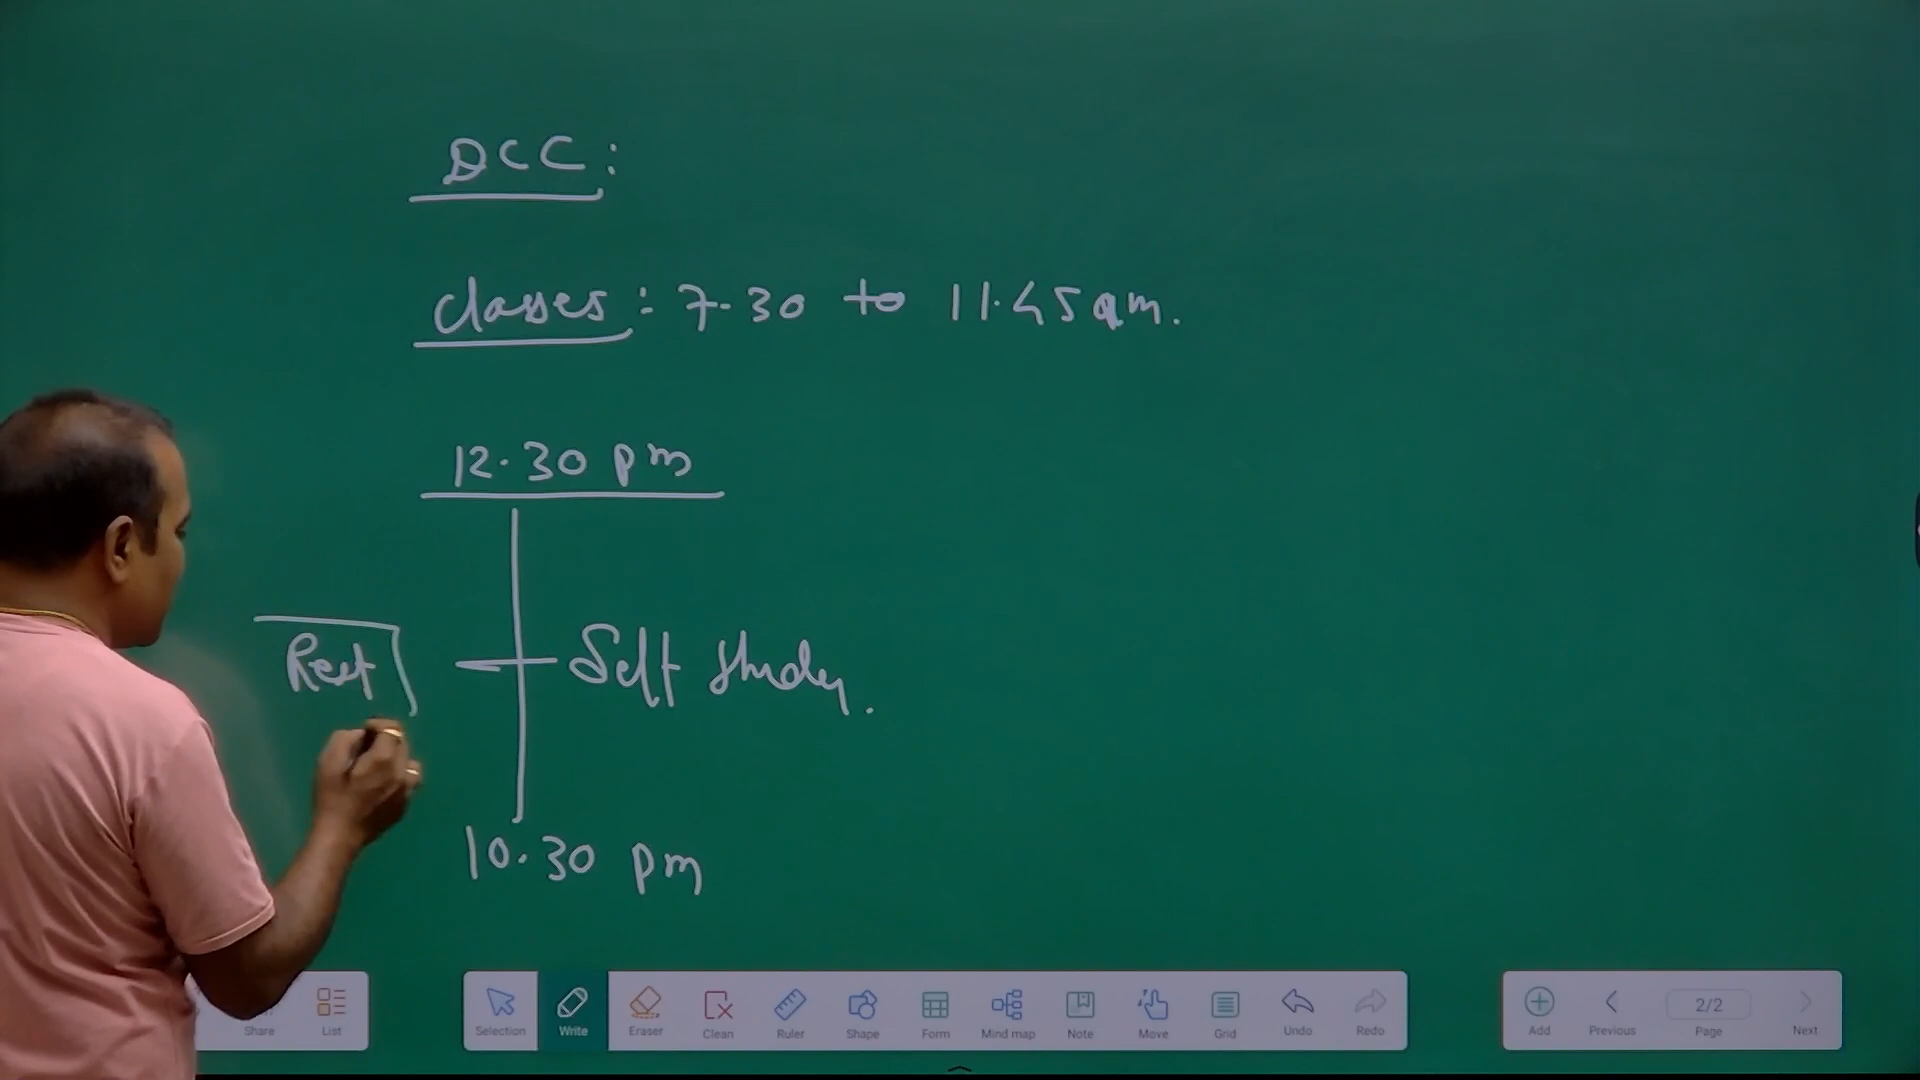 DCC:
classes: 7.30 to 11.45 am.
12.30 pm
Rest
Self study.
10.30 pm
Share List
Selection Write Eraser Clean Ruler Shape Form Mind map Note Move Grid Undo Redo
Add Previous 2/2 Page Next